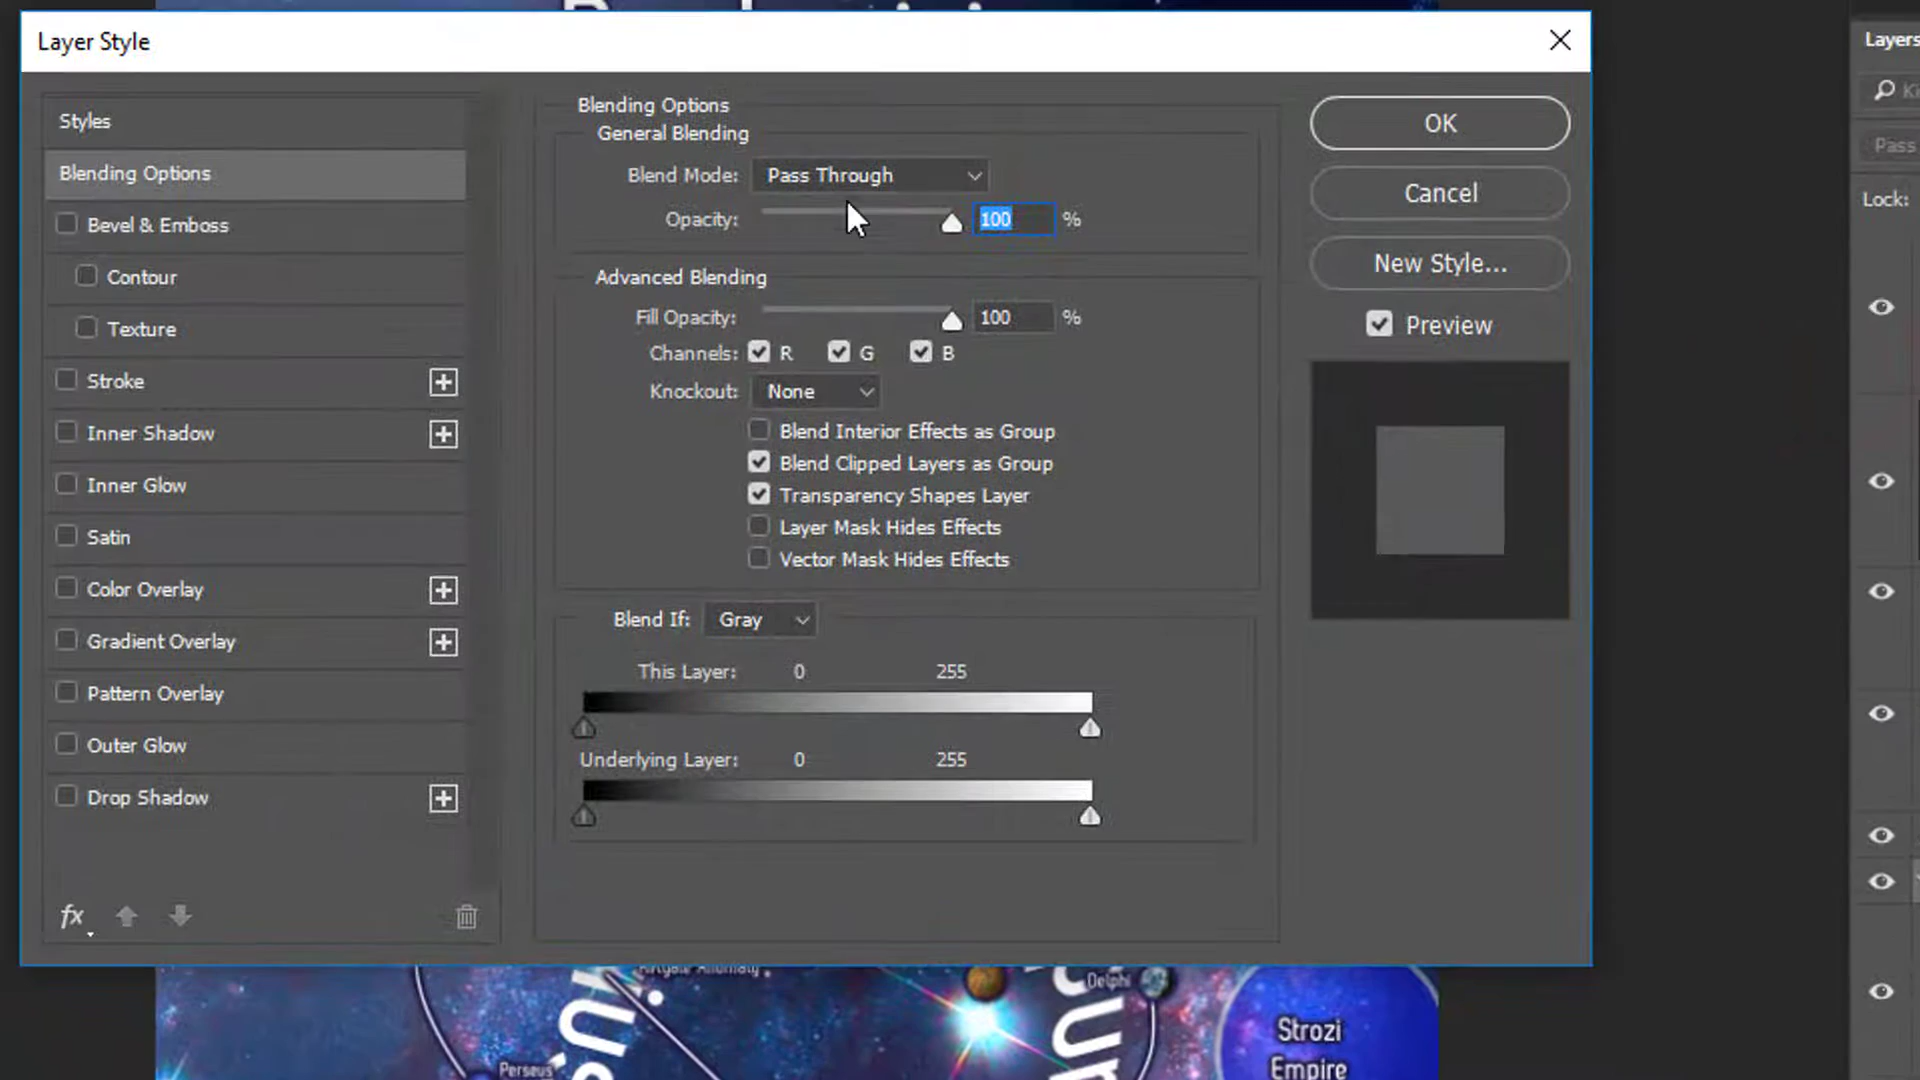 Layer Style
Layers
Styles
Blending Options
General Blending
OK
Pass
Blending Options
Blend Mode: Pass Through
Cancel
Lock:
Bevel & Emboss
Opacity: 100 %
Contour
Advanced Blending
New Style...
Texture
Fill Opacity: 100 %
Preview
Channels: R G B
Stroke
Knockout: None
Inner Shadow
Blend Interior Effects as Group
Blend Clipped Layers as Group
Inner Glow
Transparency Shapes Layer
Satin
Layer Mask Hides Effects
Vector Mask Hides Effects
Color Overlay
Blend If: Gray
Gradient Overlay
This Layer: 0 255
Pattern Overlay
Outer Glow
Underlying Layer: 0 255
Drop Shadow
fx
Delphi
Strozi
Empire
Perseus